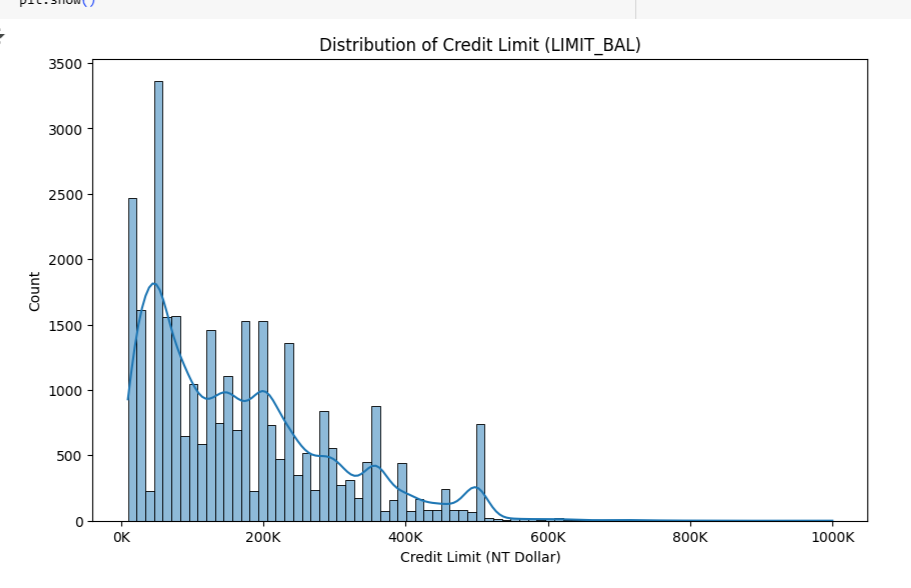 plt.show()
Distribution of Credit Limit (LIMIT_BAL)
3500
3000
2500
2000
1500
1000
500
0
Count
0K 200K 400K 600K 800K 1000K
Credit Limit (NT Dollar)